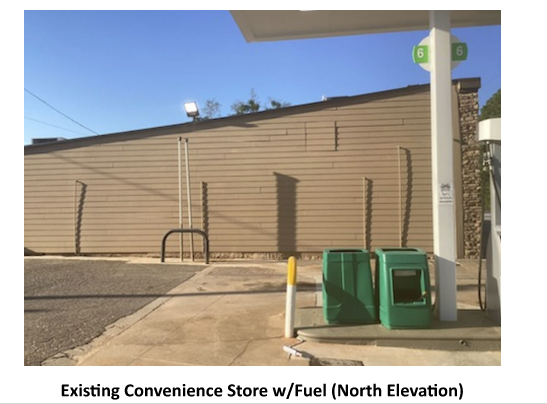 6 6
Existing Convenience Store w/Fuel (North Elevation)